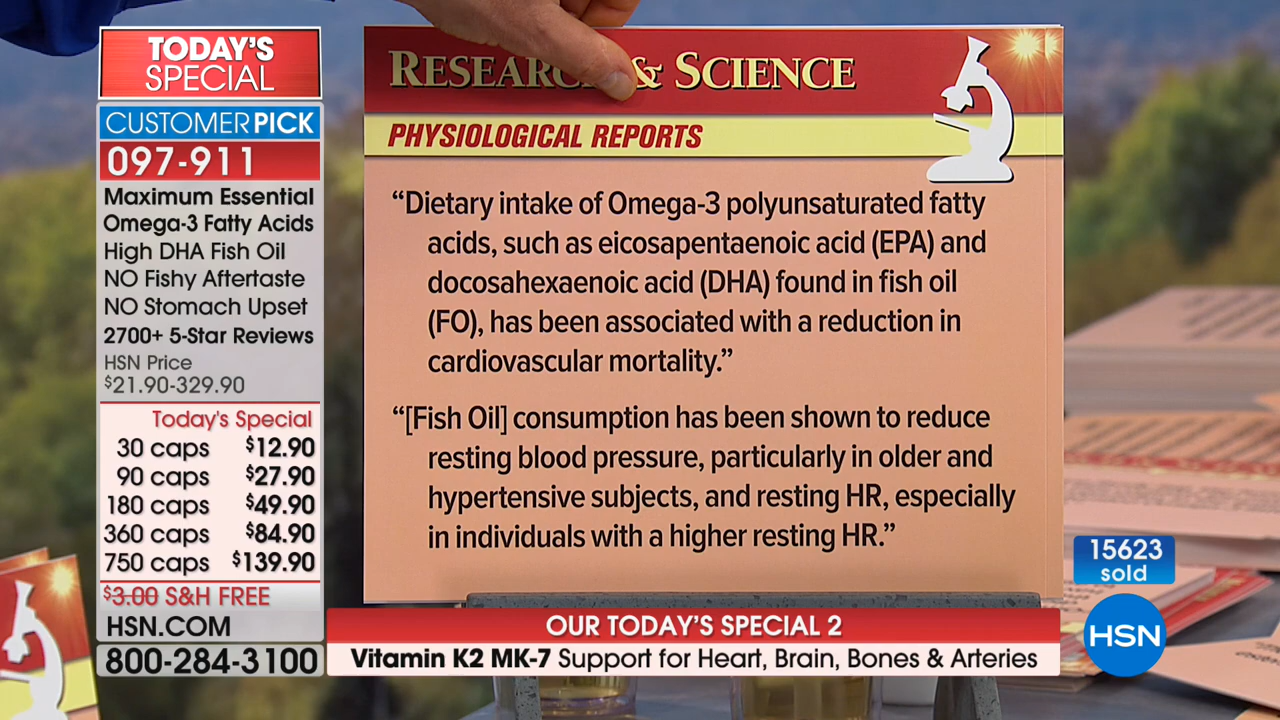 TODAY'S
SPECIAL
CUSTOMER PICK
097-911
Maximum Essential
Omega-3 Fatty Acids
High DHA Fish Oil
NO Fishy Aftertaste
NO Stomach Upset
2700+ 5-Star Reviews
HSN Price
$21.90-329.90
Today's Special
30 caps $12.90
90 caps $27.90
180 caps $49.90
360 caps $84.90
750 caps $139.90
$3.00 S&H FREE
HSN.COM
800-284-3100
RESEARCH & SCIENCE
PHYSIOLOGICAL REPORTS
“Dietary intake of Omega-3 polyunsaturated fatty
acids, such as eicosapentaenoic acid (EPA) and
docosahexaenoic acid (DHA) found in fish oil
(FO), has been associated with a reduction in
cardiovascular mortality.”
“[Fish Oil] consumption has been shown to reduce
resting blood pressure, particularly in older and
hypertensive subjects, and resting HR, especially
in individuals with a higher resting HR.”
15623
sold
HSN
OUR TODAY'S SPECIAL 2
Vitamin K2 MK-7 Support for Heart, Brain, Bones & Arteries